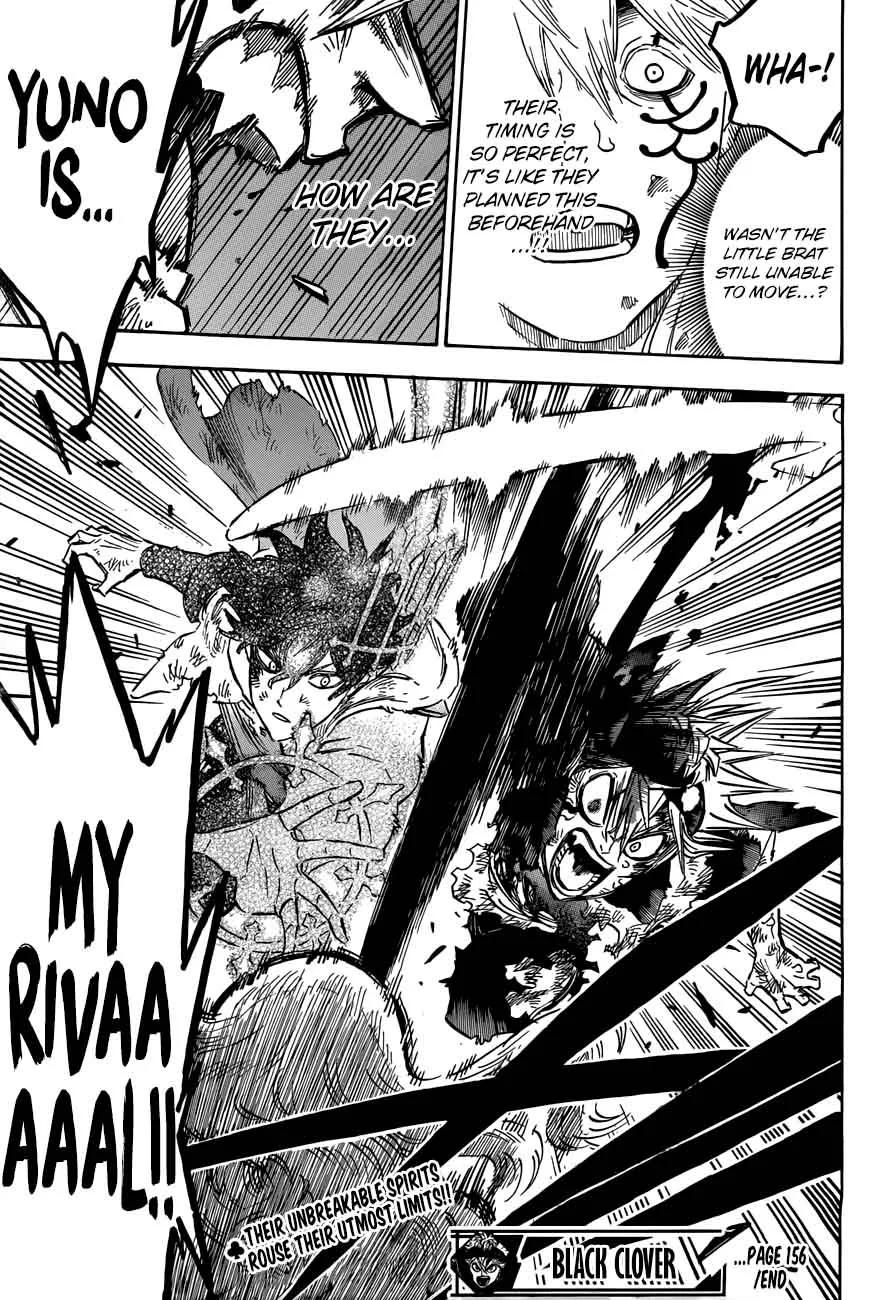 WHA-!
WASN'T THE
LITTLE BRAT
STILL UNABLE
TO MOVE...?
THEIR
TIMING IS
SO PERFECT,
IT'S LIKE THEY
PLANNED THIS
BEFOREHAND
...!!
HOW ARE
THEY...
YUNO
IS...
MY
RIVAA
AAAL!!
THEIR UNBREAKABLE SPIRITS
ROUSE THEIR UTMOST LIMITS!!
BLACK CLOVER
...PAGE 156
/END